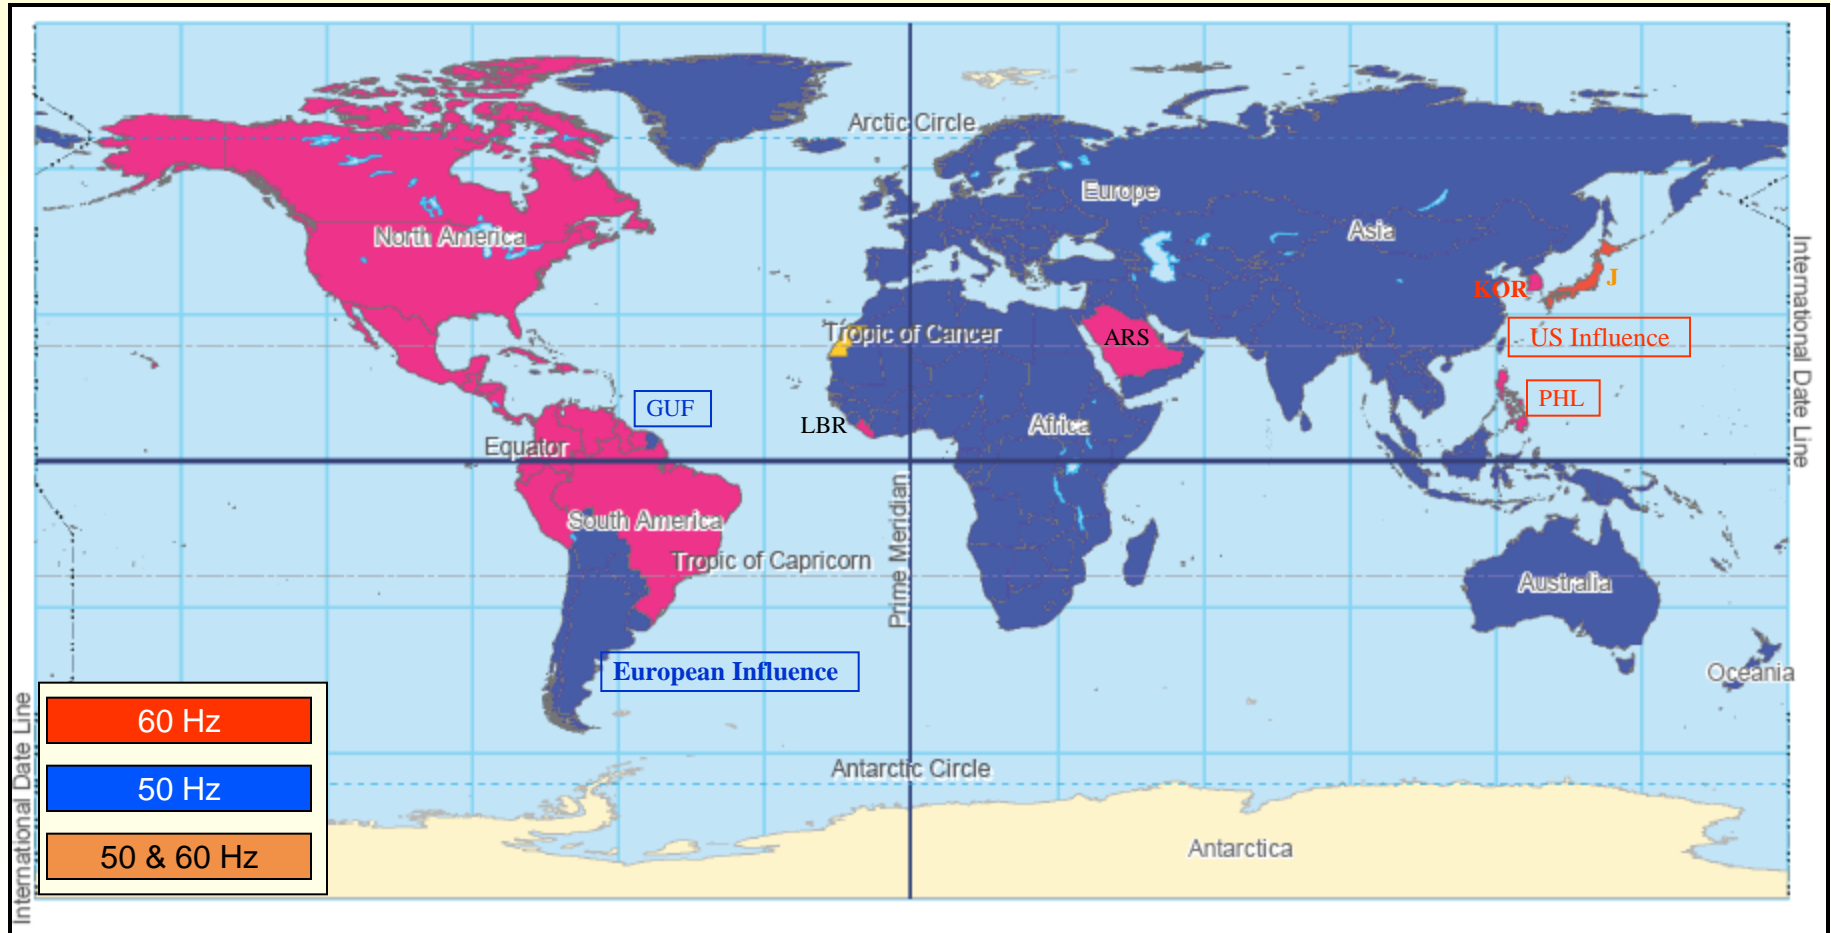 Arctic Circle
Europe
North America
Asia
International Date Line
KOR
J
Tropic of Cancer
ARS
US Influence
GUF
PHL
LBR
Africa
Equator
Prime Meridian
South America
Tropic of Capricorn
Australia
European Influence
Oceania
International Date Line
60 Hz
50 Hz
50 & 60 Hz
Antarctic Circle
Antarctica